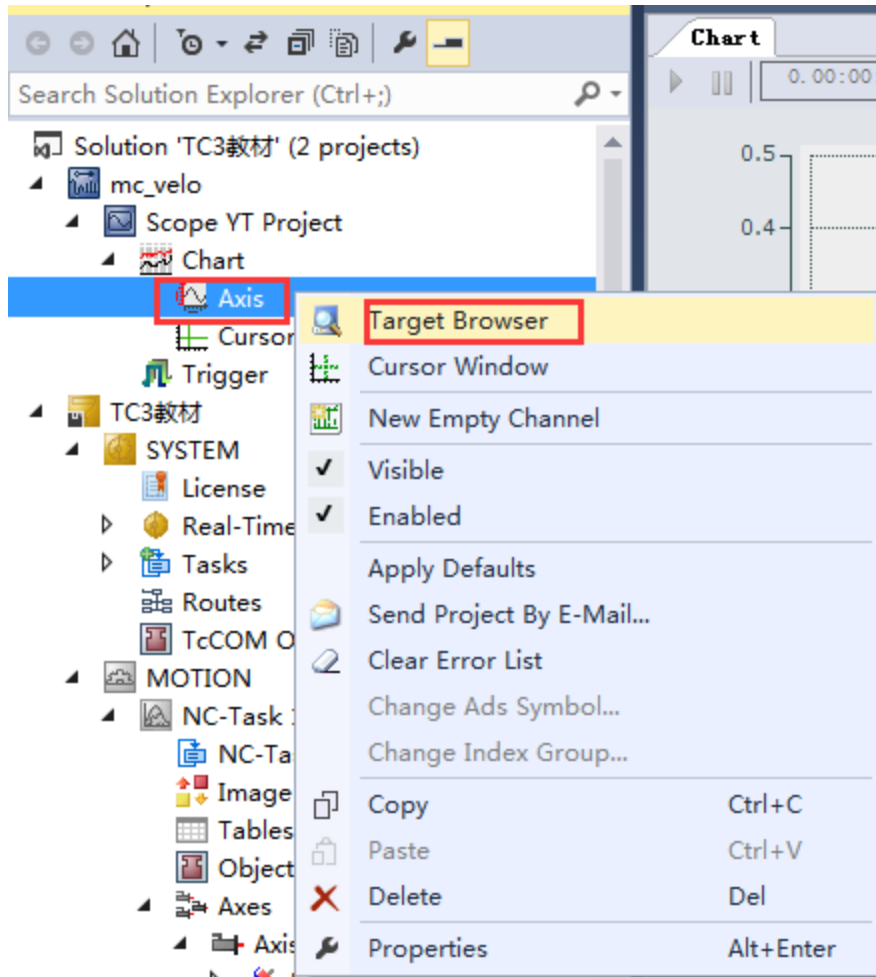 Chart
0.00:00:
Search Solution Explorer (Ctrl+;)
Solution 'TC3教材' (2 projects)
0.5
mc_velo
Scope YT Project
0.4
Chart
Axis
Target Browser
Cursor
Cursor Window
Trigger
New Empty Channel
TC3教材
SYSTEM
Visible
License
Enabled
Real-Time
Tasks
Apply Defaults
Routes
Send Project By E-Mail...
TcCOM O
Clear Error List
MOTION
Change Ads Symbol...
NC-Task
NC-Ta
Change Index Group...
Image
Copy Ctrl+C
Tables
Paste Ctrl+V
Object
Delete Del
Axes
Axis
Properties Alt+Enter